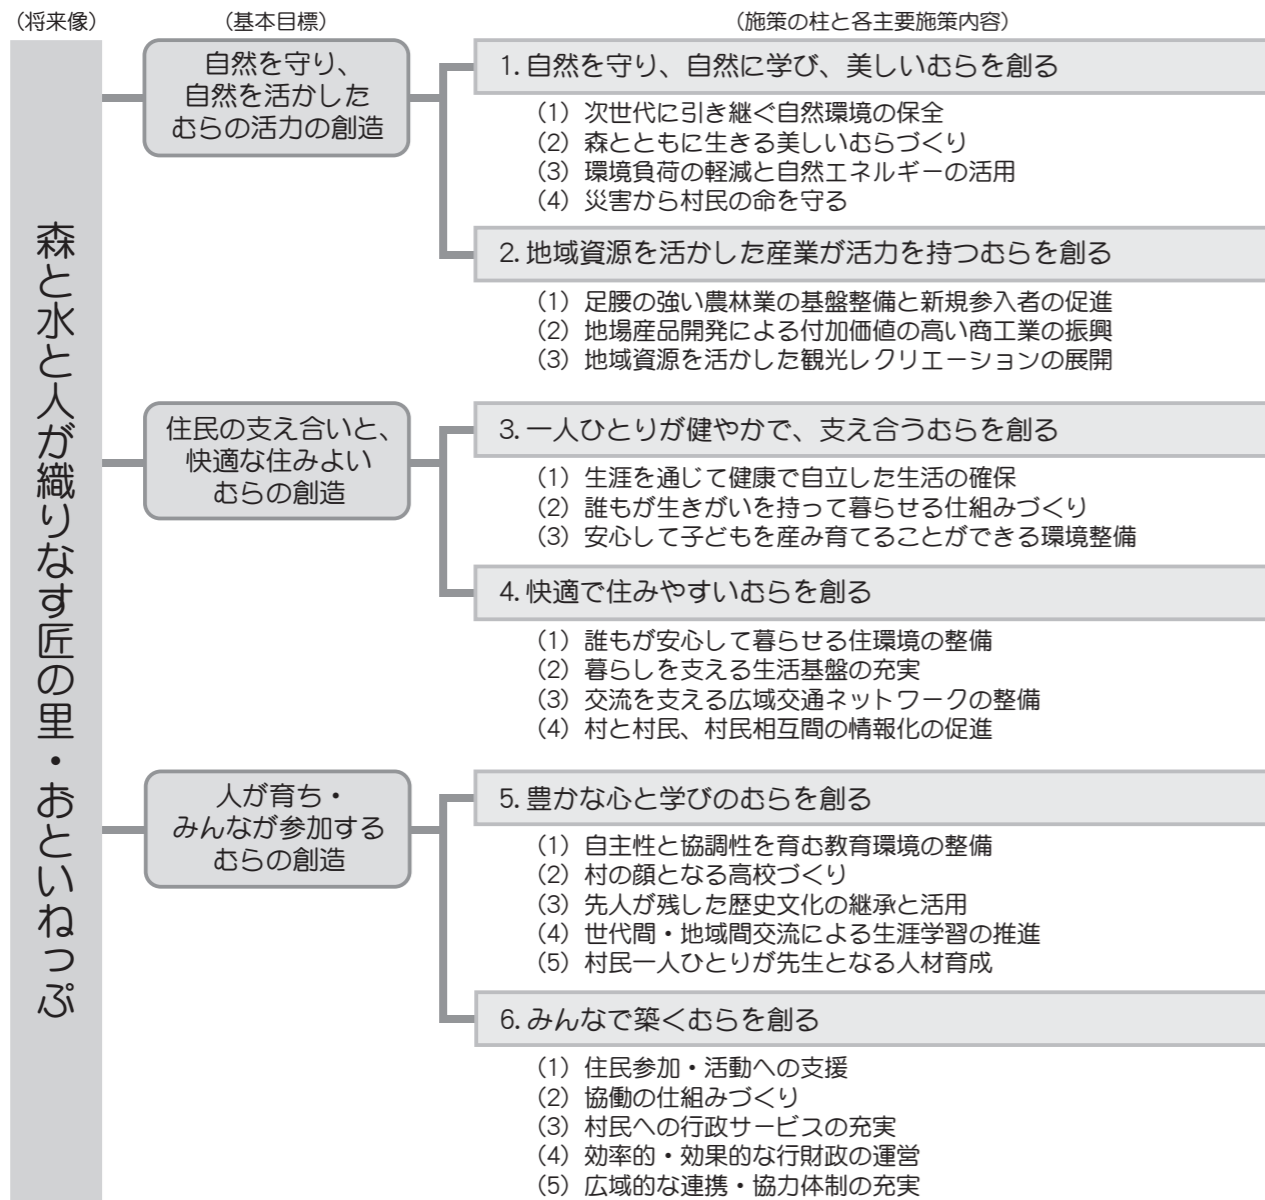 （将来像）
（基本目標）
（施策の柱と各主要施策内容）
森と水と人が織りなす匠の里・おといねっぷ
自然を守り、
自然を活かした
むらの活力の創造
1. 自然を守り、自然に学び、美しいむらを創る
（1）次世代に引き継ぐ自然環境の保全
（2）森とともに生きる美しいむらづくり
（3）環境負荷の軽減と自然エネルギーの活用
（4）災害から村民の命を守る
2. 地域資源を活かした産業が活力を持つむらを創る
（1）足腰の強い農林業の基盤整備と新規参入者の促進
（2）地場産品開発による付加価値の高い商工業の振興
（3）地域資源を活かした観光レクリエーションの展開
住民の支え合いと、
快適な住みよい
むらの創造
3. 一人ひとりが健やかで、支え合うむらを創る
（1）生涯を通じて健康で自立した生活の確保
（2）誰もが生きがいを持って暮らせる仕組みづくり
（3）安心して子どもを産み育てることができる環境整備
4. 快適で住みやすいむらを創る
（1）誰もが安心して暮らせる住環境の整備
（2）暮らしを支える生活基盤の充実
（3）交流を支える広域交通ネットワークの整備
（4）村と村民、村民相互間の情報化の促進
人が育ち・
みんなが参加する
むらの創造
5. 豊かな心と学びのむらを創る
（1）自主性と協調性を育む教育環境の整備
（2）村の顔となる高校づくり
（3）先人が残した歴史文化の継承と活用
（4）世代間・地域間交流による生涯学習の推進
（5）村民一人ひとりが先生となる人材育成
6. みんなで築くむらを創る
（1）住民参加・活動への支援
（2）協働の仕組みづくり
（3）村民への行政サービスの充実
（4）効率的・効果的な行財政の運営
（5）広域的な連携・協力体制の充実